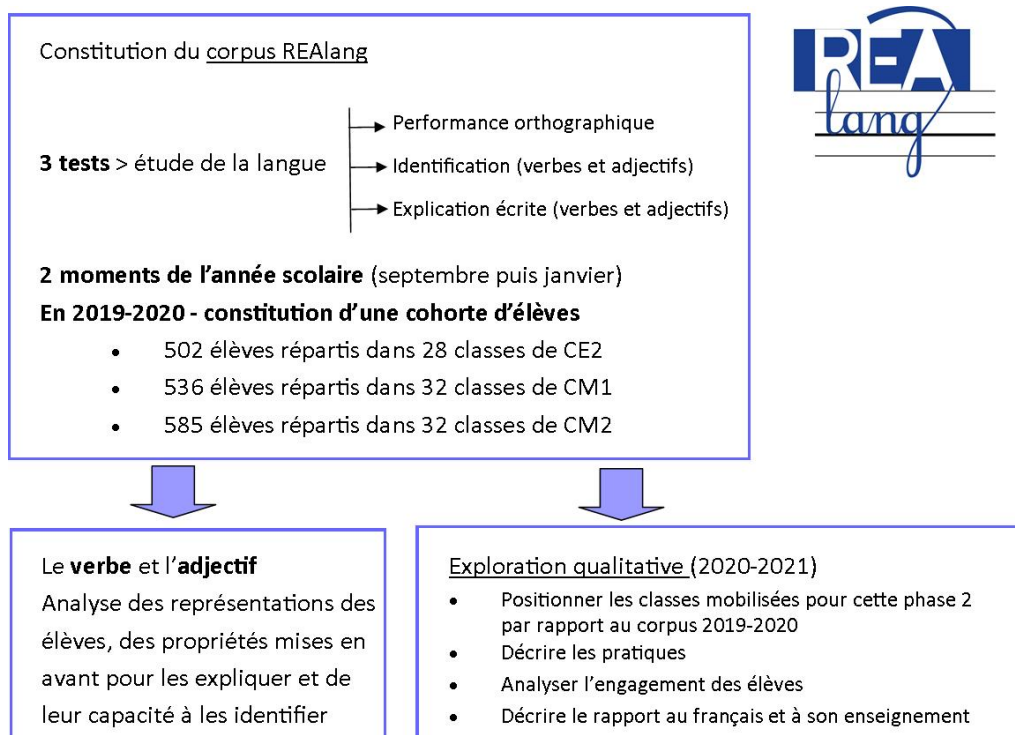 Constitution du corpus REAlang
REA
lang
3 tests > étude de la langue
Performance orthographique
Identification (verbes et adjectifs)
Explication écrite (verbes et adjectifs)
2 moments de l’année scolaire (septembre puis janvier)
En 2019-2020 - constitution d’une cohorte d’élèves
• 502 élèves répartis dans 28 classes de CE2
• 536 élèves répartis dans 32 classes de CM1
• 585 élèves répartis dans 32 classes de CM2
Le verbe et l’adjectif
Analyse des représentations des
élèves, des propriétés mises en
avant pour les expliquer et de
leur capacité à les identifier
Exploration qualitative (2020-2021)
• Positionner les classes mobilisées pour cette phase 2
par rapport au corpus 2019-2020
• Décrire les pratiques
• Analyser l’engagement des élèves
• Décrire le rapport au français et à son enseignement